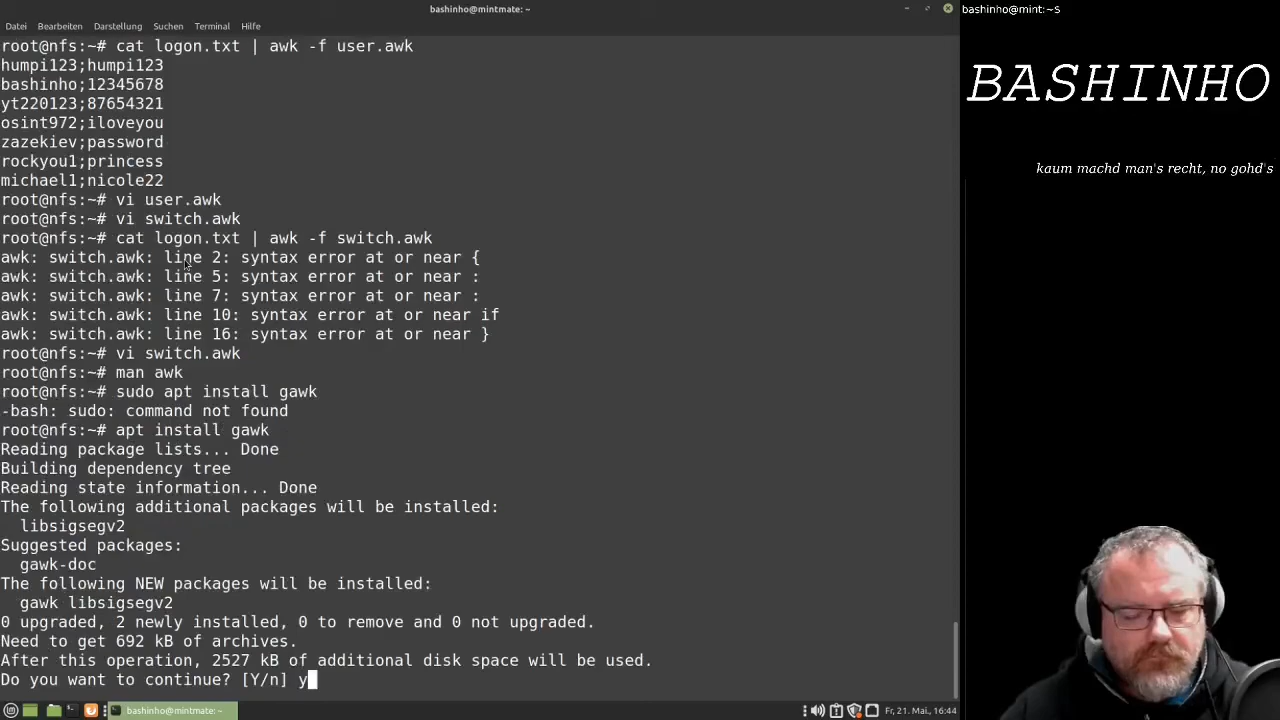 bashinho@mintmate: ~
bashinho@mint:~S
Datei Bearbeiten Darstellung Suchen Terminal Hilfe
root@nfs:~# cat logon.txt | awk -f user.awk
humpi123;humpi123
bashinho;12345678
yt220123;87654321
osint972;iloveyou
zazekiev;password
rockyou1;princess
michael1;nicole22
root@nfs:~# vi user.awk
root@nfs:~# vi switch.awk
root@nfs:~# cat logon.txt | awk -f switch.awk
awk: switch.awk: line 2: syntax error at or near {
awk: switch.awk: line 5: syntax error at or near :
awk: switch.awk: line 7: syntax error at or near :
awk: switch.awk: line 10: syntax error at or near if
awk: switch.awk: line 16: syntax error at or near }
root@nfs:~# vi switch.awk
root@nfs:~# man awk
root@nfs:~# sudo apt install gawk
-bash: sudo: command not found
root@nfs:~# apt install gawk
Reading package lists... Done
Building dependency tree
Reading state information... Done
The following additional packages will be installed:
libsigsegv2
Suggested packages:
gawk-doc
The following NEW packages will be installed:
gawk libsigsegv2
0 upgraded, 2 newly installed, 0 to remove and 0 not upgraded.
Need to get 692 kB of archives.
After this operation, 2527 kB of additional disk space will be used.
Do you want to continue? [Y/n] y
BASHINHO
kaum machd man's recht, no gohd's
bashinho@mintmate: ~
Fr, 21. Mai., 16:44